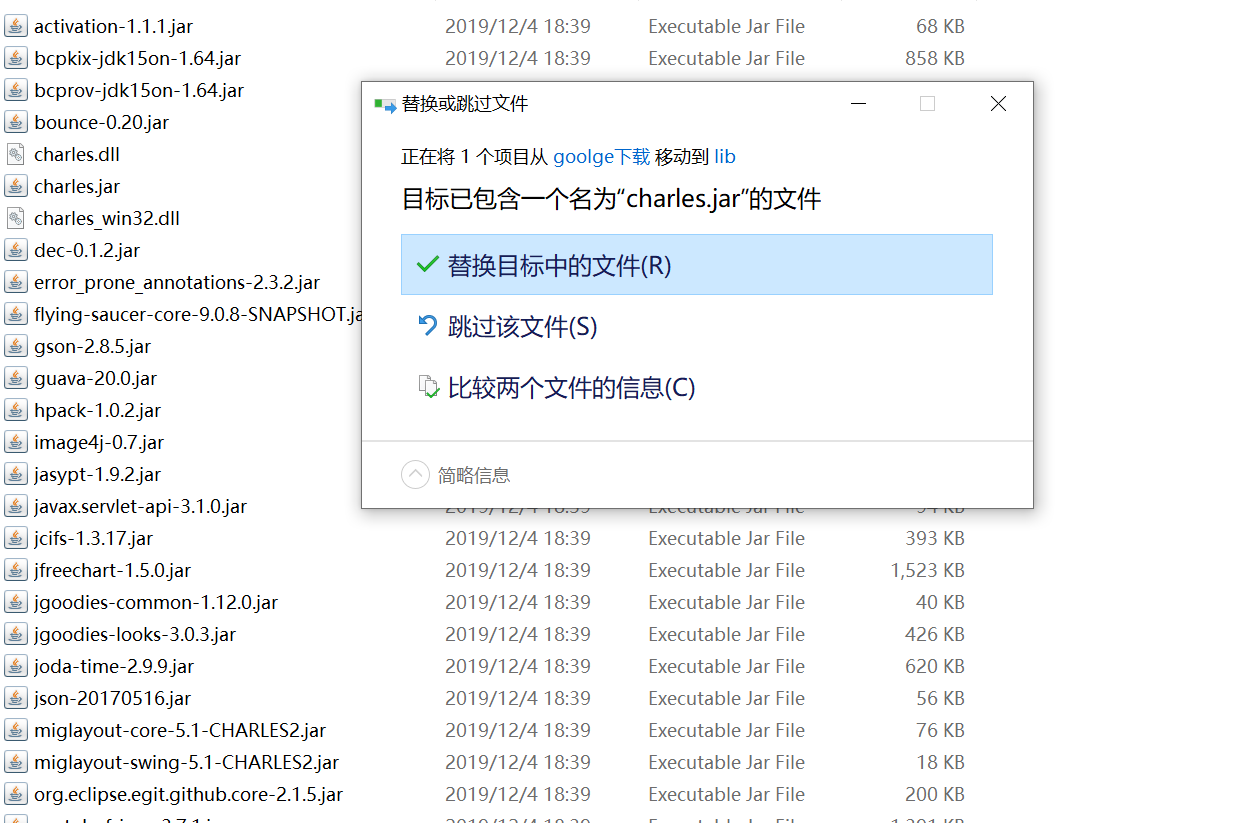 activation-1.1.1.jar 2019/12/4 18:39 Executable Jar File 68 KB
bcpkix-jdk15on-1.64.jar 2019/12/4 18:39 Executable Jar File 858 KB
bcprov-jdk15on-1.64.jar
bounce-0.20.jar
charles.dll
charles.jar
charles_win32.dll
dec-0.1.2.jar
error_prone_annotations-2.3.2.jar
flying-saucer-core-9.0.8-SNAPSHOT.ja
gson-2.8.5.jar
guava-20.0.jar
hpack-1.0.2.jar
image4j-0.7.jar
jasypt-1.9.2.jar
替换或跳过文件
正在将 1 个项目从 goolge下载 移动到 lib
目标已包含一个名为“charles.jar”的文件
替换目标中的文件(R)
跳过该文件(S)
比较两个文件的信息(C)
简略信息
javax.servlet-api-3.1.0.jar 2019/12/4 18:39 Executable Jar File 94 KB
jcifs-1.3.17.jar 2019/12/4 18:39 Executable Jar File 393 KB
jfreechart-1.5.0.jar 2019/12/4 18:39 Executable Jar File 1,523 KB
jgoodies-common-1.12.0.jar 2019/12/4 18:39 Executable Jar File 40 KB
jgoodies-looks-3.0.3.jar 2019/12/4 18:39 Executable Jar File 426 KB
joda-time-2.9.9.jar 2019/12/4 18:39 Executable Jar File 620 KB
json-20170516.jar 2019/12/4 18:39 Executable Jar File 56 KB
miglayout-core-5.1-CHARLES2.jar 2019/12/4 18:39 Executable Jar File 76 KB
miglayout-swing-5.1-CHARLES2.jar 2019/12/4 18:39 Executable Jar File 18 KB
org.eclipse.egit.github.core-2.1.5.jar 2019/12/4 18:39 Executable Jar File 200 KB